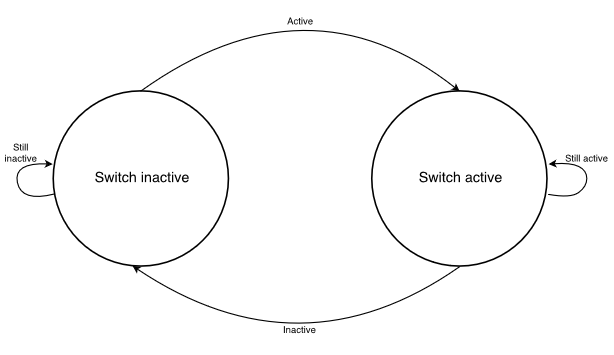 Active
Still
inactive
Switch inactive
Switch active
Still active
Inactive